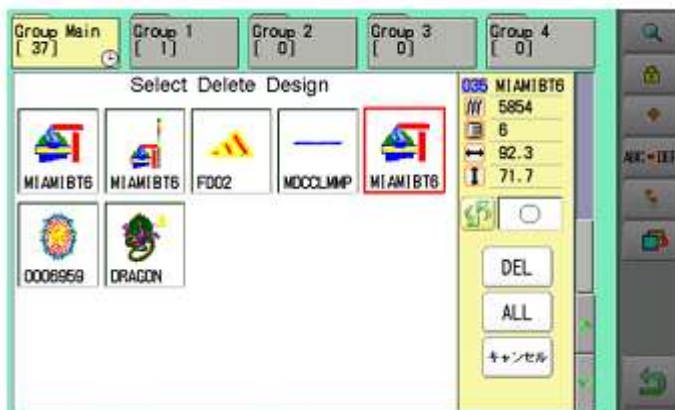 Group Main
[ 37]
Group 1
[ 1]
Group 2
[ 0]
Group 3
[ 0]
Group 4
[ 0]
Select Delete Design
035 MIAMIBT6
5854
6
92.3
71.7
MIAMIBT6
MIAMIBT6
FD02
MDCCLMMP
MIAMIBT6
0006959
DRAGON
DEL
ALL
キャンセル